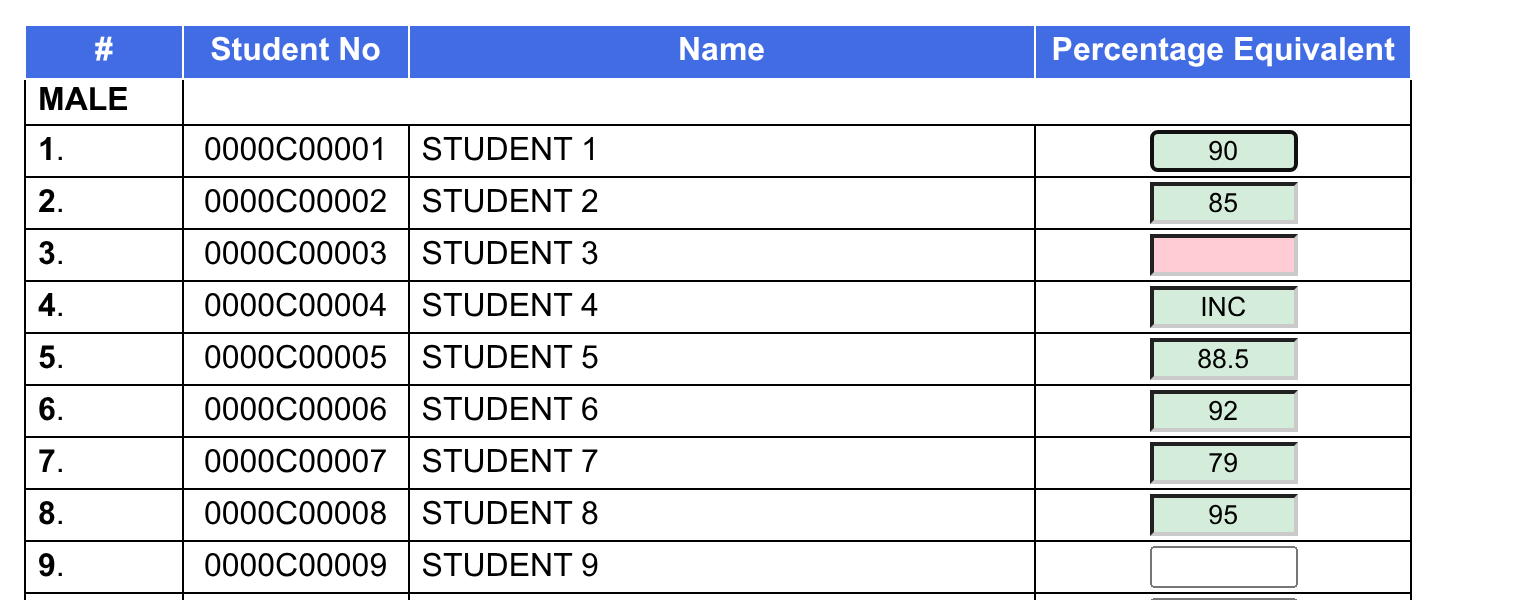 # Student No Name Percentage Equivalent
MALE
1. 0000C00001 STUDENT 1 90
2. 0000C00002 STUDENT 2 85
3. 0000C00003 STUDENT 3
4. 0000C00004 STUDENT 4 INC
5. 0000C00005 STUDENT 5 88.5
6. 0000C00006 STUDENT 6 92
7. 0000C00007 STUDENT 7 79
8. 0000C00008 STUDENT 8 95
9. 0000C00009 STUDENT 9